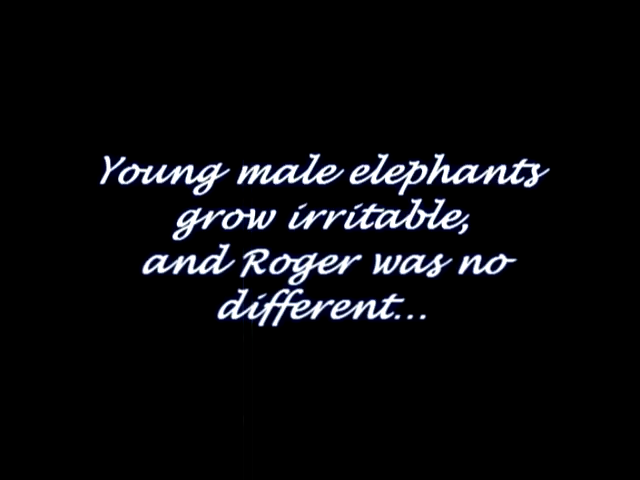 Young male elephants
grow irritable,
and Roger was no
different...